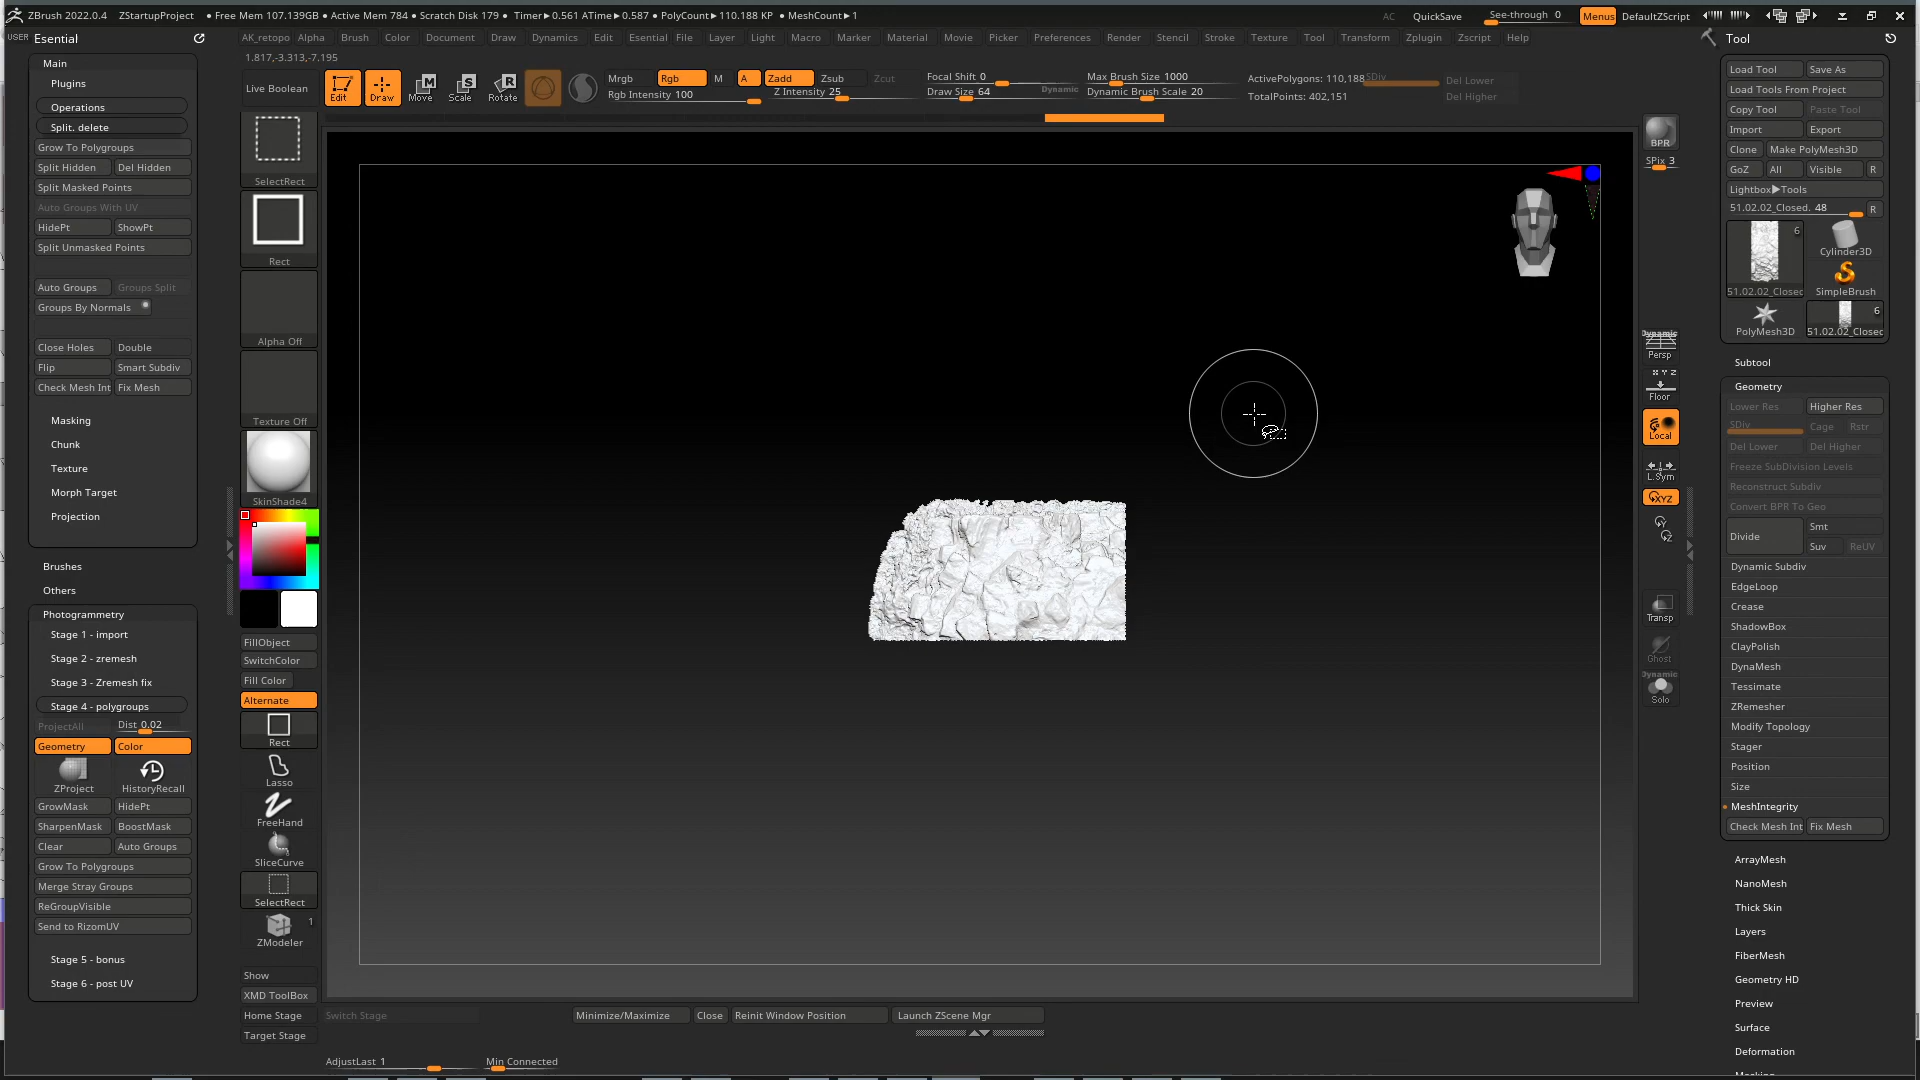 ZBrush 2022.0.4 ZStartupProject • Free Mem 107.139GB • Active Mem 784 • Scratch Disk 179 • Timer▶0.561 ATime▶0.587 • PolyCount▶110.188 KP • MeshCount▶1 AC QuickSave See-through 0 Menus DefaultZScript
USER Esential AK_retopo Alpha Brush Color Document Draw Dynamics Edit Esential File Layer Light Macro Marker Material Movie Picker Preferences Render Stencil Stroke Texture Tool Transform Zplugin Zscript Help Tool
1.817,-3.313,-7.195
Live Boolean Edit Draw Move Scale Rotate
Mrgb Rgb M A Zadd Zsub Zcut
Rgb Intensity 100 Z Intensity 25
Focal Shift 0
Draw Size 64 Dynamic
Max Brush Size 1000
Dynamic Brush Scale 20
ActivePolygons: 110,188
TotalPoints: 402,151
SDiv Del Lower
Del Higher
Main
Plugins
Operations
Split. delete
Grow To Polygroups
Split Hidden Del Hidden
Split Masked Points
Auto Groups With UV
HidePt ShowPt
Split Unmasked Points
Auto Groups Groups Split
Groups By Normals
Close Holes Double
Flip Smart Subdiv
Check Mesh Int Fix Mesh
Masking
Chunk
Texture
Morph Target
Projection
Brushes
Others
Photogrammetry
Stage 1 - import
Stage 2 - zremesh
Stage 3 - Zremesh fix
Stage 4 - polygroups
ProjectAll Dist 0.02
Geometry Color
ZProject HistoryRecall
GrowMask HidePt
SharpenMask BoostMask
Clear Auto Groups
Grow To Polygroups
Merge Stray Groups
ReGroupVisible
Send to RizomUV
Stage 5 - bonus
Stage 6 - post UV
SelectRect
Rect
Alpha Off
Texture Off
SkinShade4
FillObject
SwitchColor
Fill Color
Alternate
Rect
Lasso
FreeHand
SliceCurve
SelectRect
1
ZModeler
Show
XMD ToolBox
Home Stage
Target Stage
Switch Stage Minimize/Maximize Close Reinit Window Position Launch ZScene Mgr
AdjustLast 1 Min Connected
BPR
SPix 3
Dynamic
Persp
X Y Z
Floor
Local
L.Sym
XYZ
Y
Z
Transp
Ghost
Dynamic
Solo
Load Tool Save As
Load Tools From Project
Copy Tool Paste Tool
Import Export
Clone Make PolyMesh3D
GoZ All Visible R
Lightbox▶Tools
51.02.02_Closed. 48 R
6
51.02.02_Closed
Cylinder3D
SimpleBrush
PolyMesh3D
6
51.02.02_Closed
Subtool
Geometry
Lower Res Higher Res
SDiv Cage Rstr
Del Lower Del Higher
Freeze SubDivision Levels
Reconstruct Subdiv
Convert BPR To Geo
Divide Smt
Suv ReUV
Dynamic Subdiv
EdgeLoop
Crease
ShadowBox
ClayPolish
DynaMesh
Tessimate
ZRemesher
Modify Topology
Stager
Position
Size
MeshIntegrity
Check Mesh Int Fix Mesh
ArrayMesh
NanoMesh
Thick Skin
Layers
FiberMesh
Geometry HD
Preview
Surface
Deformation